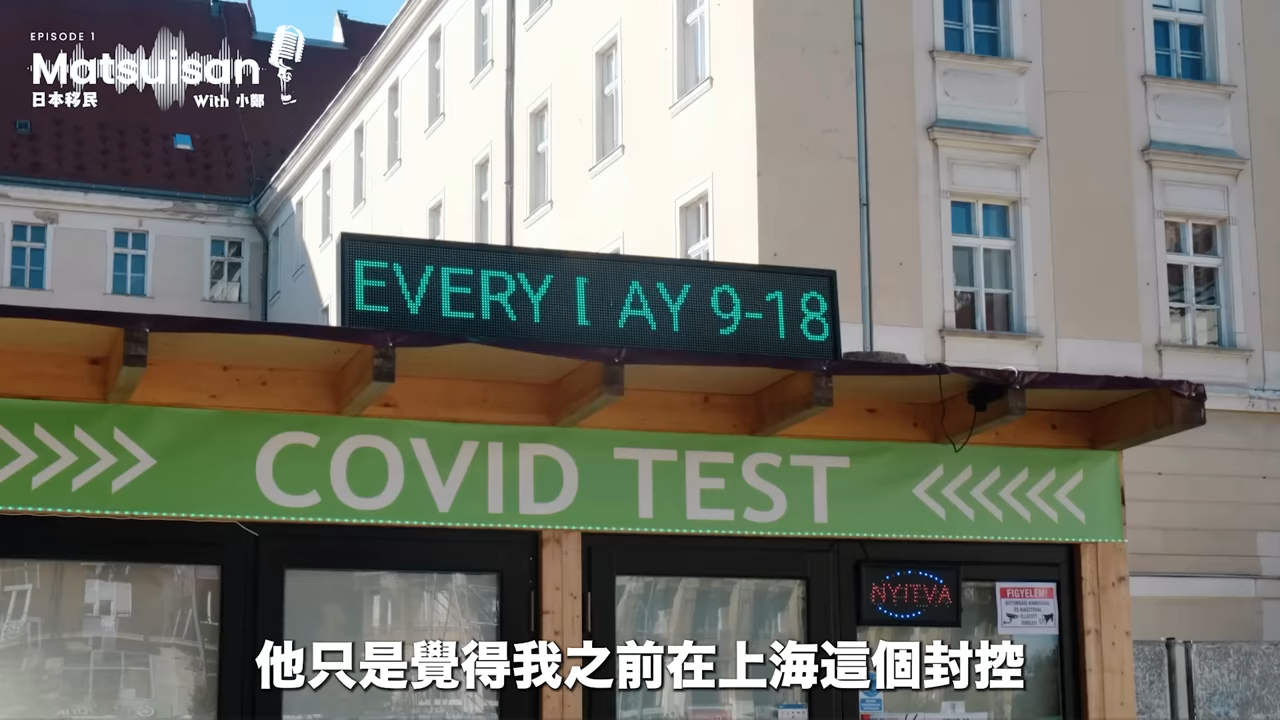 EPISODE 1
Matsuisan
日本移民 With 小鄭
EVERY DAY 9-18
COVID TEST
NYITVA
FIGYELEM!
他只是覺得我之前在上海這個封控